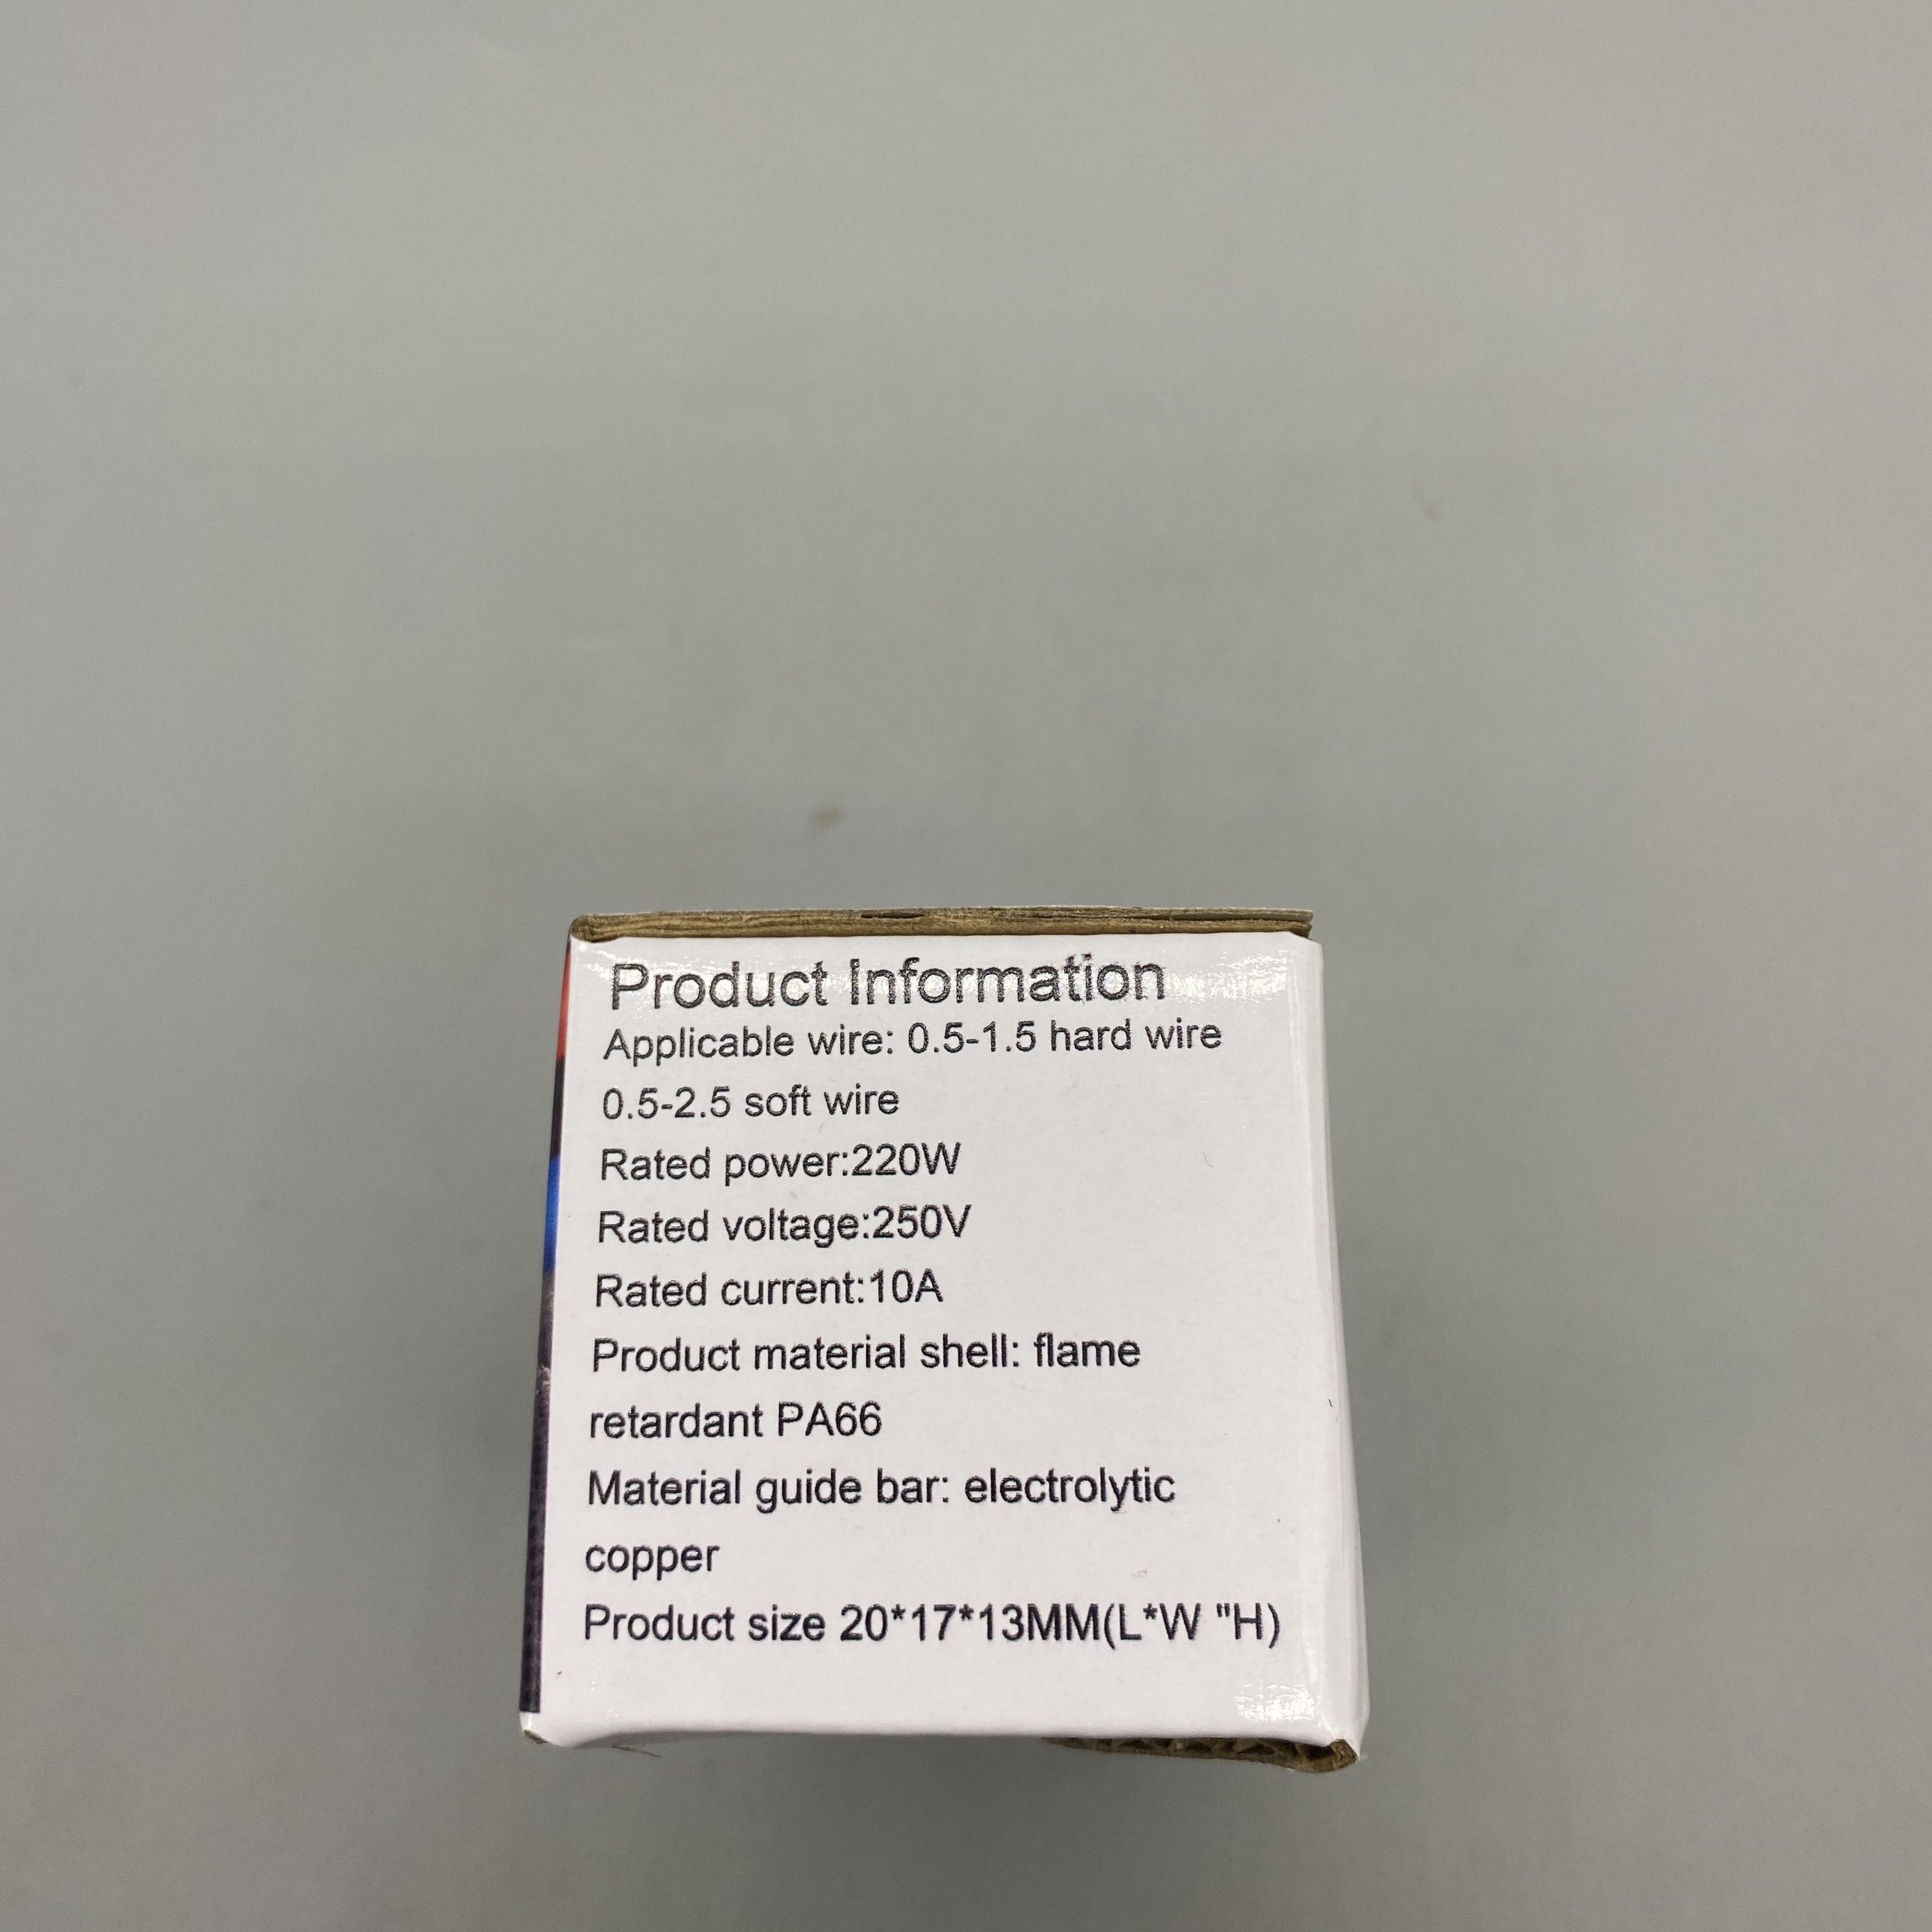 Product Information
Applicable wire: 0.5-1.5 hard wire
0.5-2.5 soft wire
Rated power:220W
Rated voltage:250V
Rated current:10A
Product material shell: flame
retardant PA66
Material guide bar: electrolytic
copper
Product size 20*17*13MM(L*W "H)